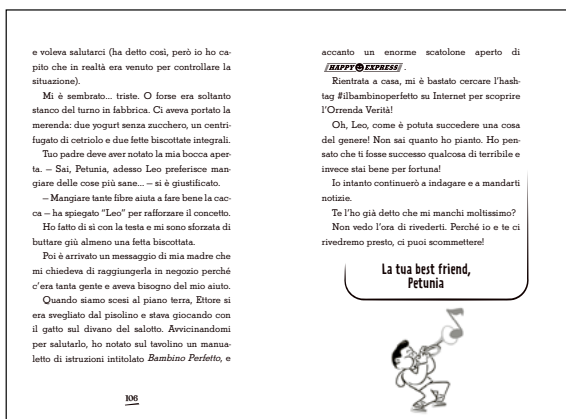 e voleva salutarci (ha detto così, però io ho ca-
pito che in realtà era venuto per controllare la
situazione).
Mi è sembrato... triste. O forse era soltanto
stanco del turno in fabbrica. Ci aveva portato la
merenda: due yogurt senza zucchero, un centri-
fugato di cetriolo e due fette biscottate integrali.
Tuo padre deve aver notato la mia bocca aper-
ta. – Sai, Petunia, adesso Leo preferisce man-
giare delle cose più sane... – si è giustificato.
– Mangiare tante fibre aiuta a fare bene la cac-
ca – ha spiegato “Leo” per rafforzare il concetto.
Ho fatto di sì con la testa e mi sono sforzata di
buttare giù almeno una fetta biscottata.
Poi è arrivato un messaggio di mia madre che
mi chiedeva di raggiungerla in negozio perché
c’era tanta gente e aveva bisogno del mio aiuto.
Quando siamo scesi al piano terra, Ettore si
era svegliato dal pisolino e stava giocando con
il gatto sul divano del salotto. Avvicinandomi
per salutarlo, ho notato sul tavolino un manua-
letto di istruzioni intitolato Bambino Perfetto, e
106
accanto un enorme scatolone aperto di
HAPPY EXPRESS.
Rientrata a casa, mi è bastato cercare l’hash-
tag #ilbambinoperfetto su Internet per scoprire
l’Orrenda Verità!
Oh, Leo, come è potuta succedere una cosa
del genere! Non sai quanto ho pianto. Ho pen-
sato che ti fosse successo qualcosa di terribile e
invece stai bene per fortuna!
Io intanto continuerò a indagare e a mandarti
notizie.
Te l’ho già detto che mi manchi moltissimo?
Non vedo l’ora di rivederti. Perché io e te ci
rivedremo presto, ci puoi scommettere!
La tua best friend,
Petunia